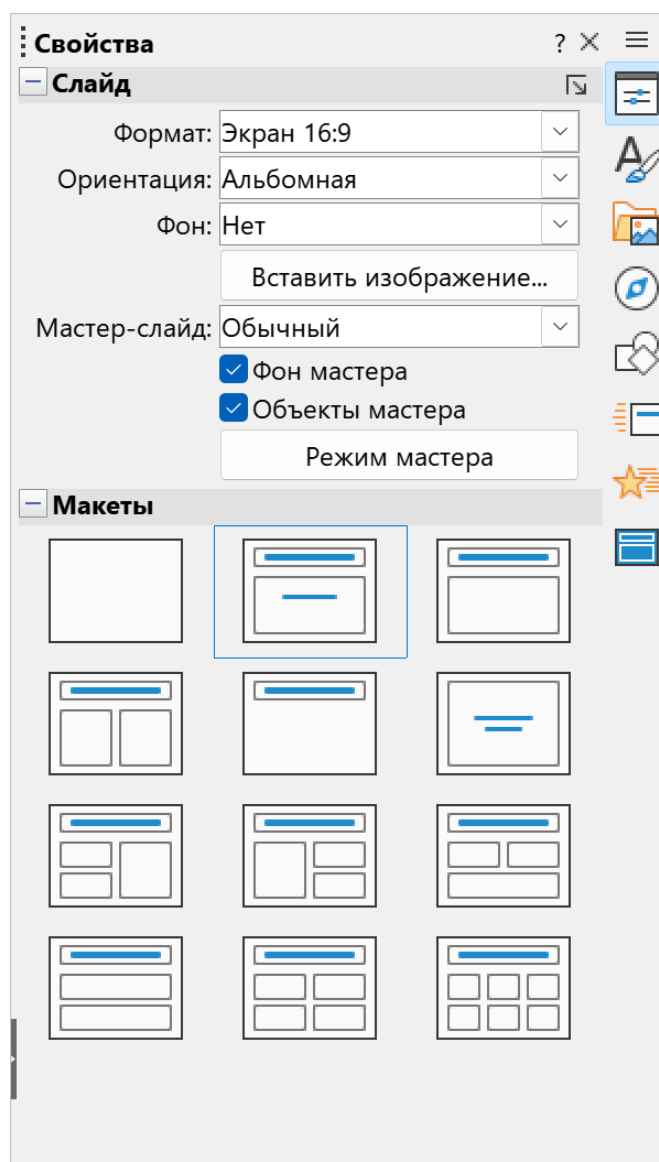 Свойства
Слайд
Формат: Экран 16:9
Ориентация: Альбомная
Фон: Нет
Вставить изображение...
Мастер-слайд: Обычный
Фон мастера
Объекты мастера
Режим мастера
Макеты